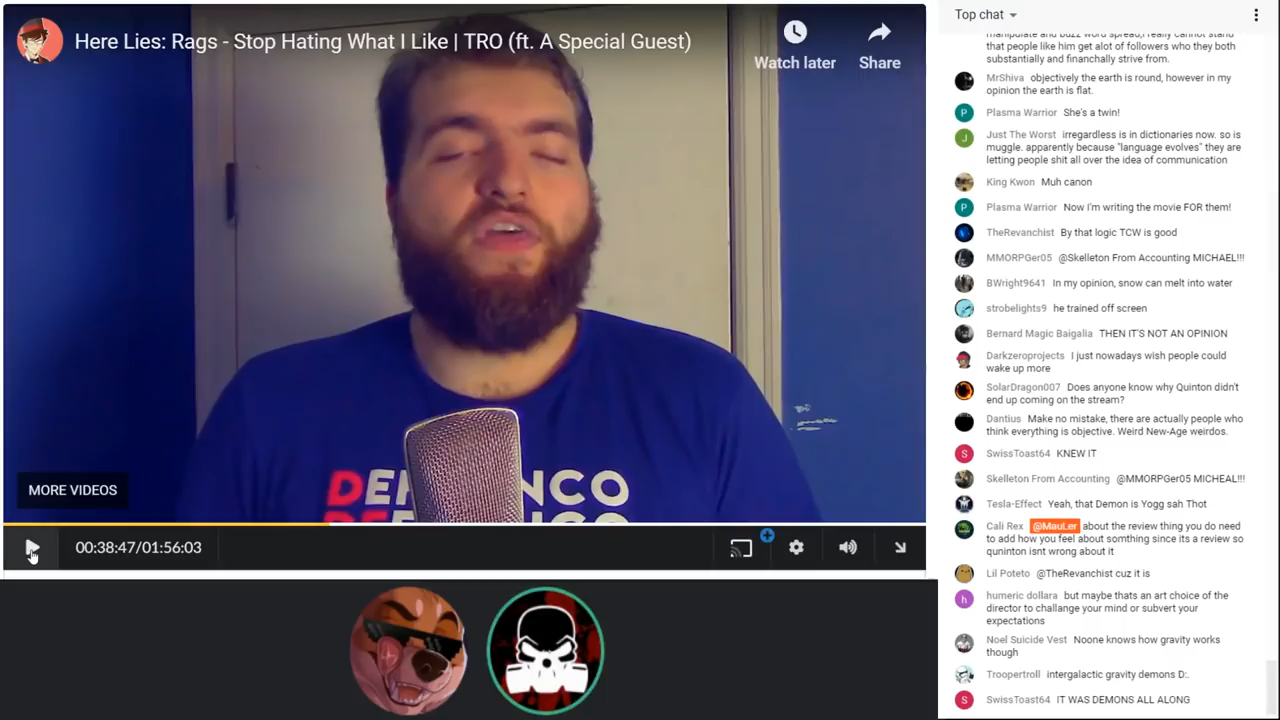 Here Lies: Rags - Stop Hating What I Like | TRO (ft. A Special Guest)
Watch later
Share
MORE VIDEOS
00:38:47/01:56:03
Top chat
manipulate and buzz word spread,i really cannot stand
that people like him get alot of followers who they both
substantially and financhally strive from.
MrShiva objectively the earth is round, however in my
opinion the earth is flat.
P
Plasma Warrior She's a twin!
J
Just The Worst irregardless is in dictionaries now. so is
muggle. apparently because "language evolves" they are
letting people shit all over the idea of communication
King Kwon Muh canon
P
Plasma Warrior Now I'm writing the movie FOR them!
TheRevanchist By that logic TCW is good
MMORPGer05 @Skelleton From Accounting MICHAEL!!!
BWright9641 In my opinion, snow can melt into water
strobelights9 he trained off screen
Bernard Magic Baigalia THEN IT'S NOT AN OPINION
Darkzeroprojects I just nowadays wish people could
wake up more
SolarDragon007 Does anyone know why Quinton didn't
end up coming on the stream?
Dantius Make no mistake, there are actually people who
think everything is objective. Weird New-Age weirdos.
S
SwissToast64 KNEW IT
Skelleton From Accounting @MMORPGer05 MICHEAL!!!
Tesla-Effect Yeah, that Demon is Yogg sah Thot
Cali Rex @MauLer about the review thing you do need
to add how you feel about somthing since its a review so
quninton isnt wrong about it
Lil Poteto @TheRevanchist cuz it is
h
humeric dollara but maybe thats an art choice of the
director to challange your mind or subvert your
expectations
Noel Suicide Vest Noone knows how gravity works
though
Troopertroll intergalactic gravity demons D:.
S
SwissToast64 IT WAS DEMONS ALL ALONG